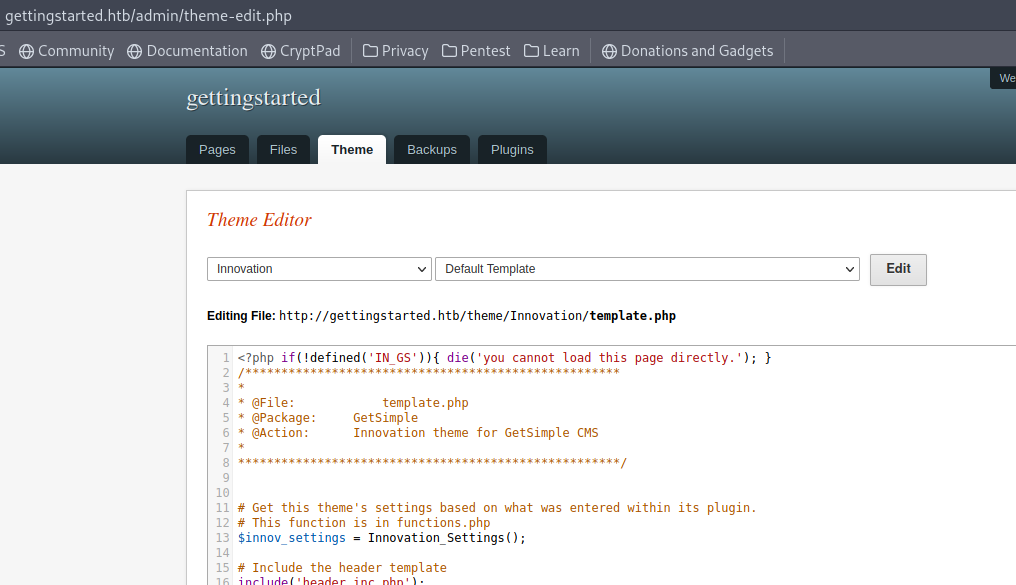 gettingstarted.htb/admin/theme-edit.php
S Community Documentation CryptPad Privacy Pentest Learn Donations and Gadgets
We
gettingstarted
Pages Files Theme Backups Plugins
Theme Editor
Innovation Default Template Edit
Editing File: http://gettingstarted.htb/theme/Innovation/template.php
1 <?php if(!defined('IN_GS')){ die('you cannot load this page directly.'); }
2 /****************************************************
3 *
4 * @File: template.php
5 * @Package: GetSimple
6 * @Action: Innovation theme for GetSimple CMS
7 *
8 *****************************************************/
9
10
11 # Get this theme's settings based on what was entered within its plugin.
12 # This function is in functions.php
13 $innov_settings = Innovation_Settings();
14
15 # Include the header template
16 include('header.inc.php');